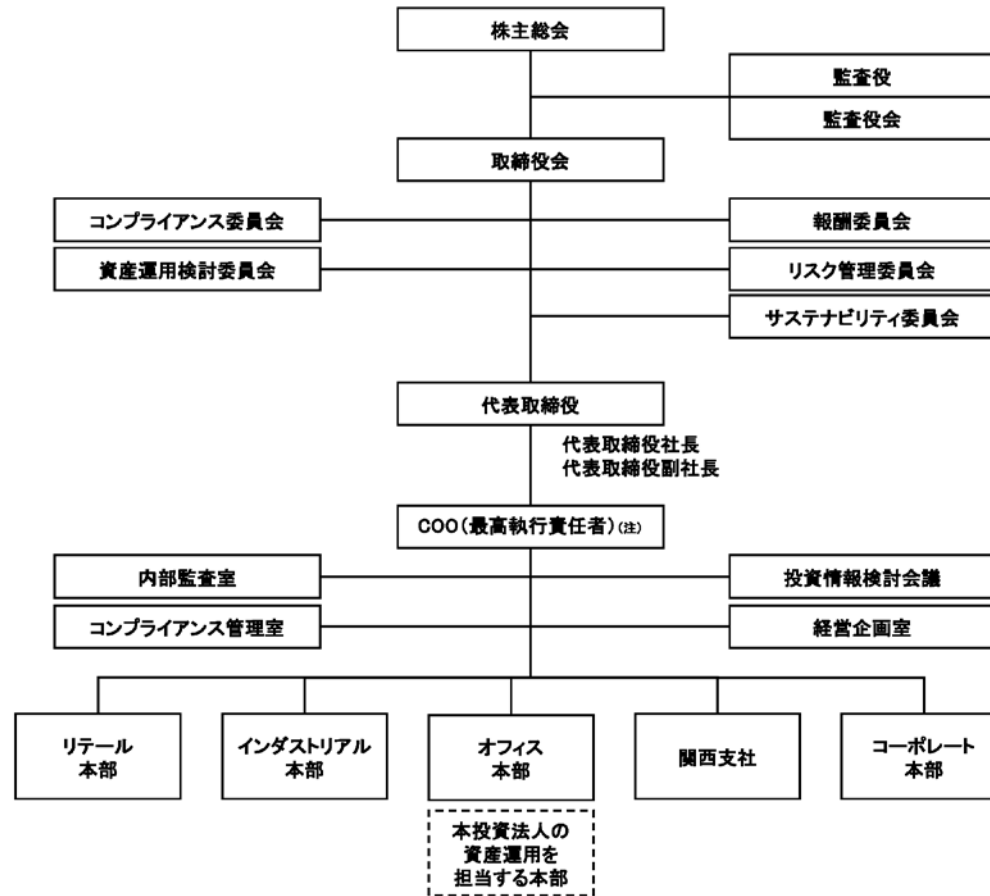 株主総会
監査役
監査役会
取締役会
コンプライアンス委員会
報酬委員会
資産運用検討委員会
リスク管理委員会
サステナビリティ委員会
代表取締役
代表取締役社長
代表取締役副社長
COO(最高執行責任者)(注)
内部監査室
投資情報検討会議
コンプライアンス管理室
経営企画室
リテール
本部
インダストリアル
本部
オフィス
本部
関西支社
コーポレート
本部
本投資法人の
資産運用を
担当する本部